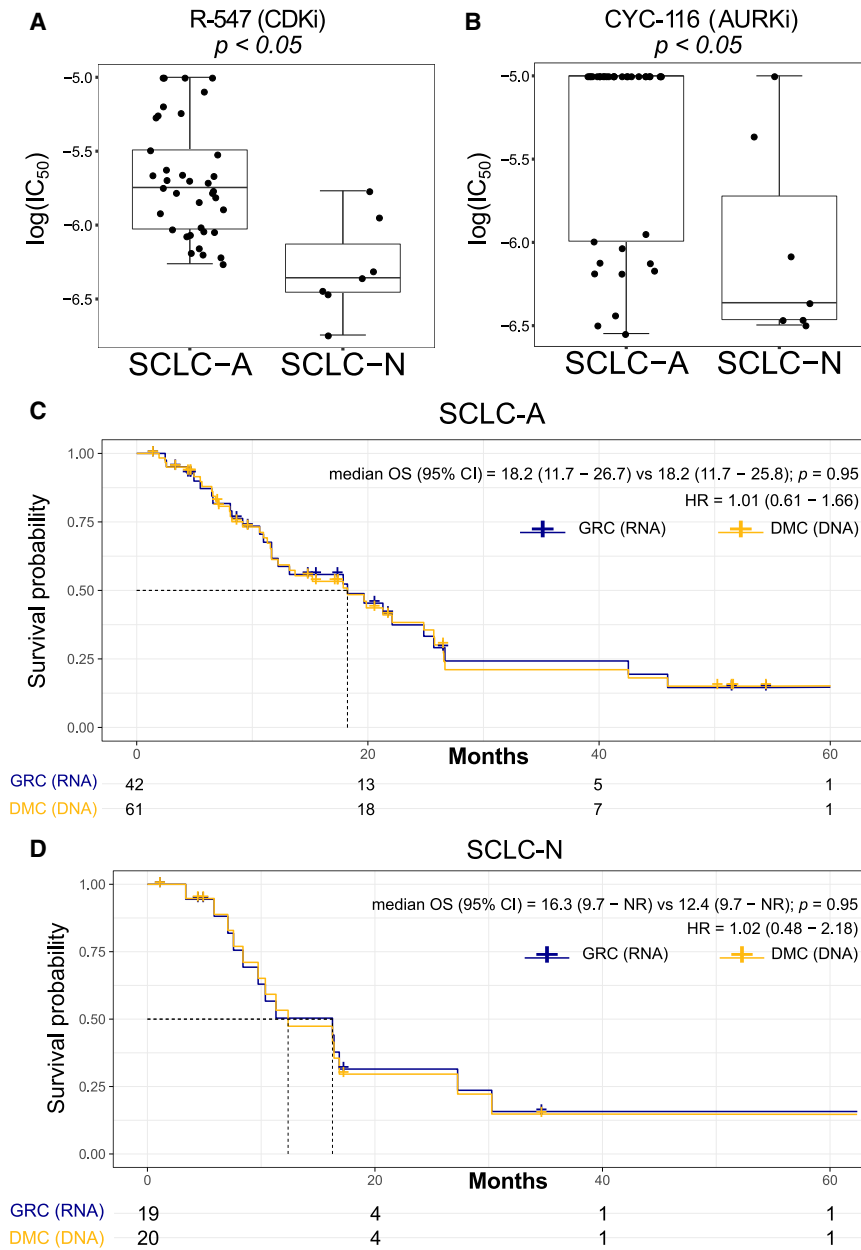 A
R-547 (CDKi)
p < 0.05
log(IC50)
−5.0
−5.5
−6.0
−6.5
SCLC−A SCLC−N
B
CYC-116 (AURKi)
p < 0.05
log(IC50)
−5.0
−5.5
−6.0
−6.5
SCLC−A SCLC−N
C
SCLC-A
median OS (95% CI) = 18.2 (11.7 − 26.7) vs 18.2 (11.7 − 25.8); p = 0.95
HR = 1.01 (0.61 − 1.66)
GRC (RNA) DMC (DNA)
Survival probability
1.00
0.75
0.50
0.25
0.00
0 20 40 60
Months
GRC (RNA) 42 13 5 1
DMC (DNA) 61 18 7 1
D
SCLC-N
median OS (95% CI) = 16.3 (9.7 − NR) vs 12.4 (9.7 − NR); p = 0.95
HR = 1.02 (0.48 − 2.18)
GRC (RNA) DMC (DNA)
Survival probability
1.00
0.75
0.50
0.25
0.00
0 20 40 60
Months
GRC (RNA) 19 4 1 1
DMC (DNA) 20 4 1 1